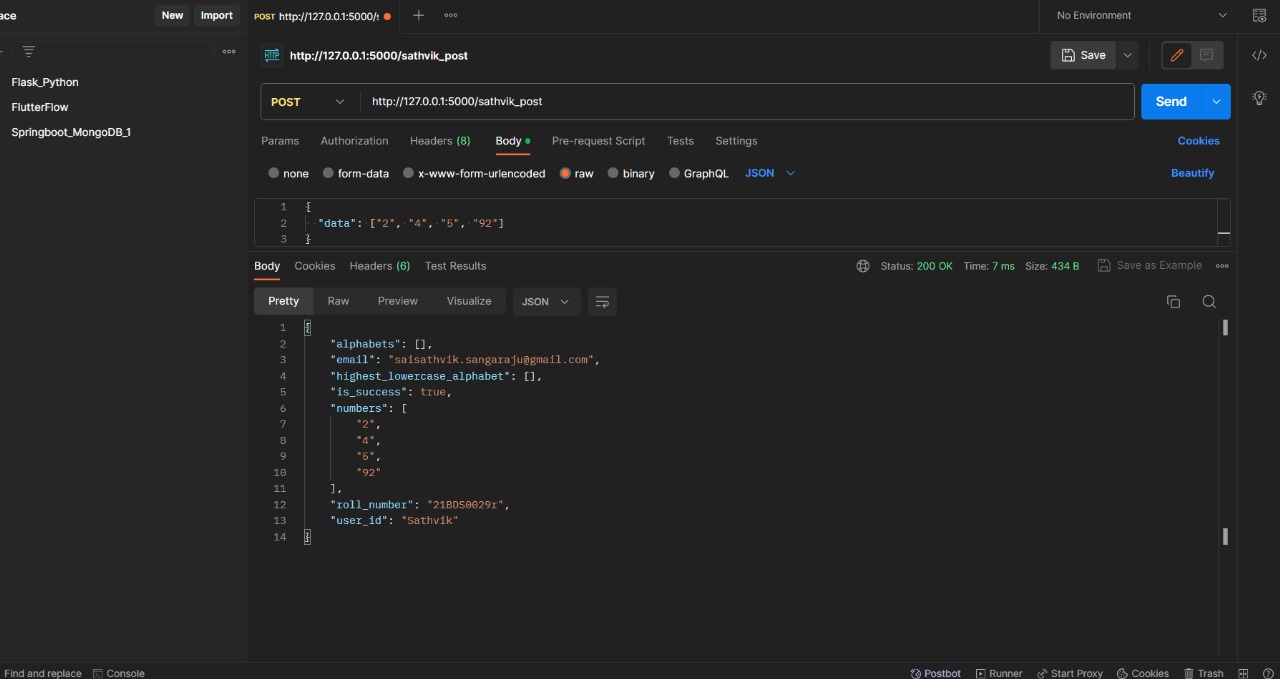 ace New Import POST http://127.0.0.1:5000/s No Environment
http://127.0.0.1:5000/sathvik_post Save
Flask_Python
FlutterFlow
Springboot_MongoDB_1
POST http://127.0.0.1:5000/sathvik_post Send
Params Authorization Headers (8) Body Pre-request Script Tests Settings Cookies
none form-data x-www-form-urlencoded raw binary GraphQL JSON Beautify
1 {
2 "data": ["2", "4", "5", "92"]
3 }
Body Cookies Headers (6) Test Results Status: 200 OK Time: 7 ms Size: 434 B Save as Example
Pretty Raw Preview Visualize JSON
1 {
2 "alphabets": [],
3 "email": "saisathvik.sangaraju@gmail.com",
4 "highest_lowercase_alphabet": [],
5 "is_success": true,
6 "numbers": [
7 "2",
8 "4",
9 "5",
10 "92"
11 ],
12 "roll_number": "21BDS0029r",
13 "user_id": "Sathvik"
14 }
Find and replace Console Postbot Runner Start Proxy Cookies Trash